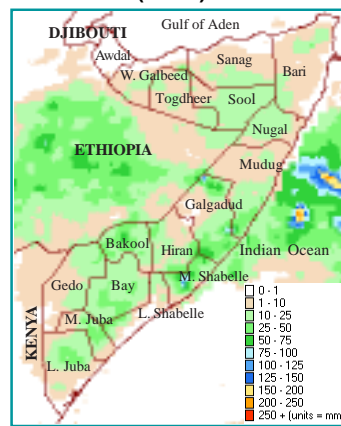 Gulf of Aden
DJIBOUTI
Awdal
Sanag
W. Galbeed
Bari
Togdheer
Sool
Nugal
ETHIOPIA
Mudug
Galgadud
Bakool
Hiran
Indian Ocean
Gedo
Bay
M. Shabelle
L. Shabelle
M. Juba
KENYA
L. Juba
0 - 1
1 - 10
10 - 25
25 - 50
50 - 75
75 - 100
100 - 125
125 - 150
150 - 200
200 - 250
250 + (units = mm